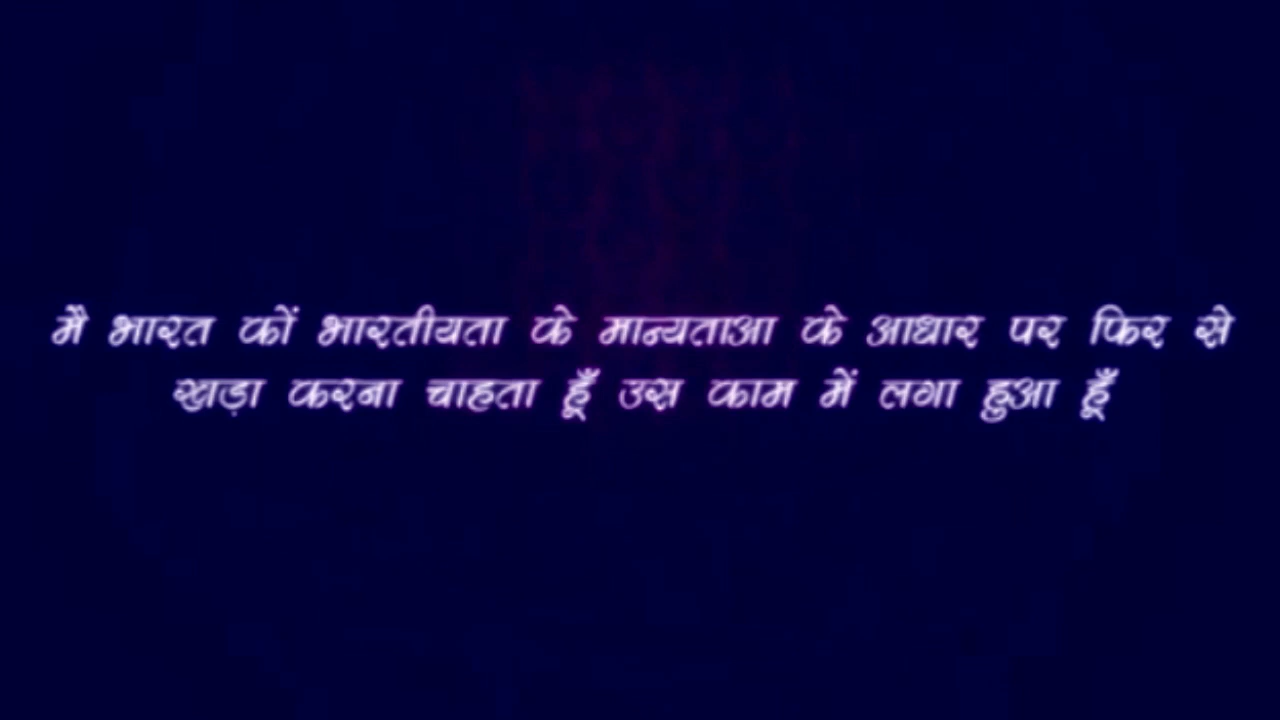 मै भारत कों भारतीयता के मान्यताआ के आधार पर फिर से
खड़ा करना चाहता हूँ उस काम में लगा हुआ हूँ